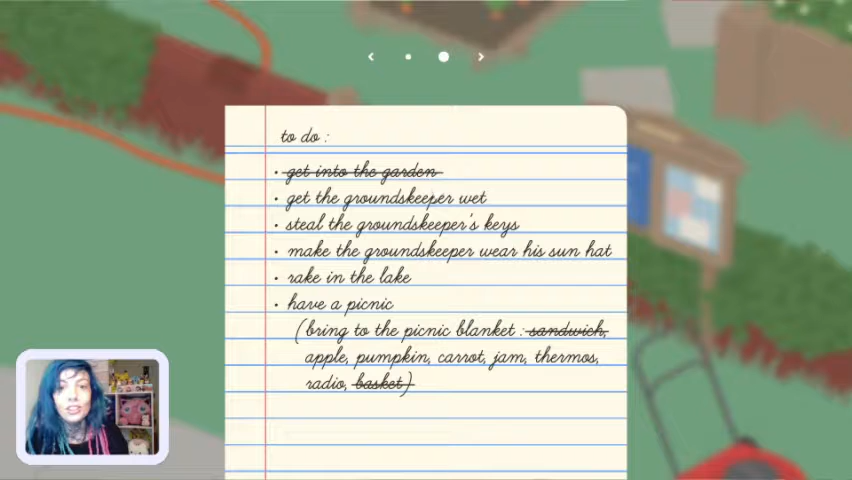 to do :
• get into the garden
• get the groundskeeper wet
• steal the groundskeeper's keys
• make the groundskeeper wear his sun hat
• rake in the lake
• have a picnic
(bring to the picnic blanket : sandwich,
apple, pumpkin, carrot, jam, thermos,
radio, basket)